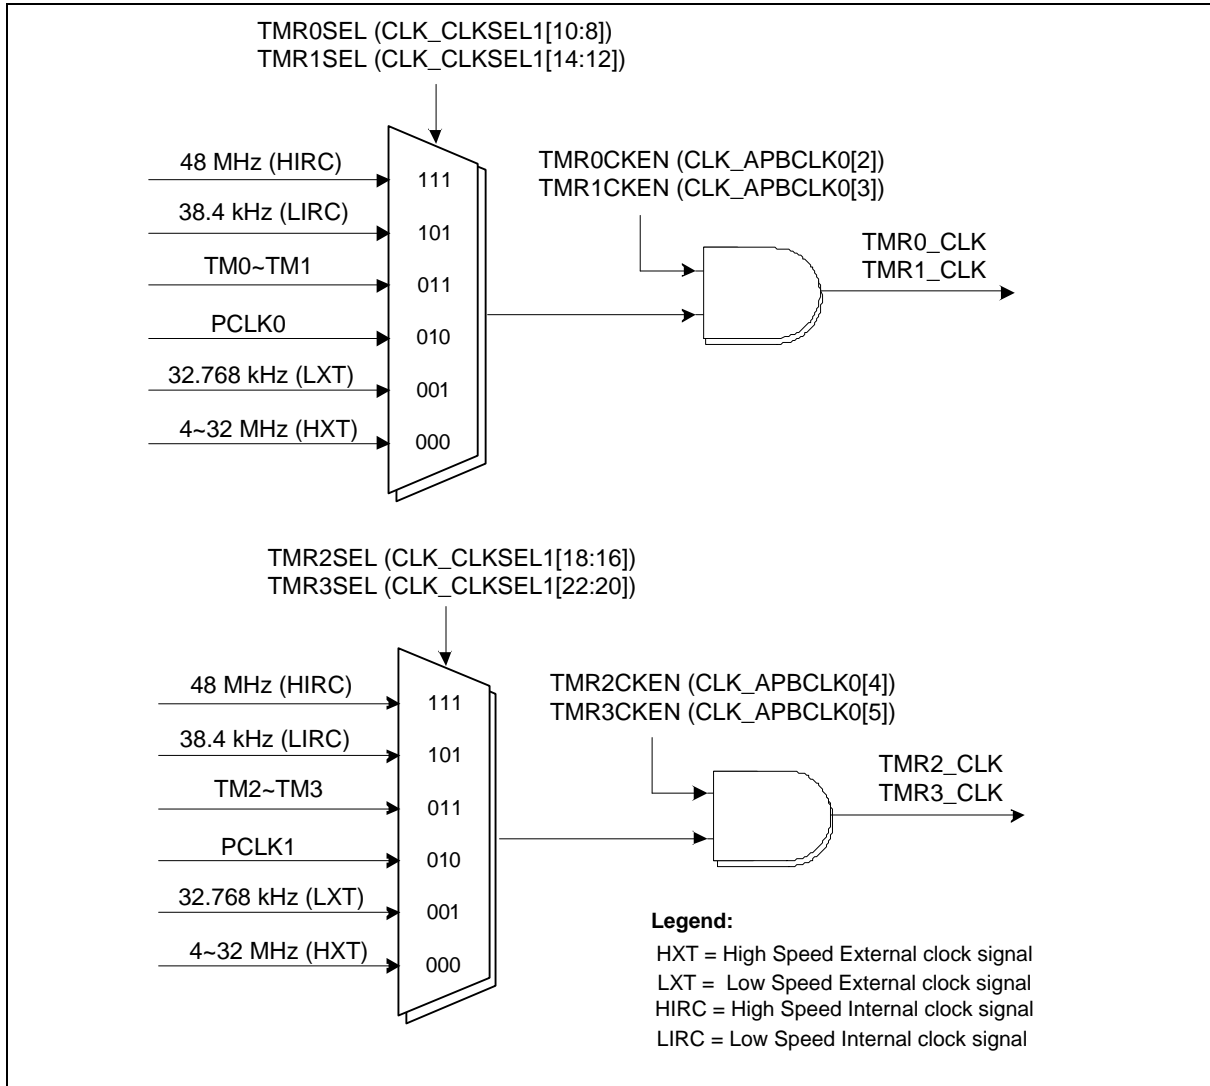 TMR0SEL (CLK_CLKSEL1[10:8])
TMR1SEL (CLK_CLKSEL1[14:12])
48 MHz (HIRC)
111
38.4 kHz (LIRC)
101
TM0~TM1
011
PCLK0
010
32.768 kHz (LXT)
001
4~32 MHz (HXT)
000
TMR0CKEN (CLK_APBCLK0[2])
TMR1CKEN (CLK_APBCLK0[3])
TMR0_CLK
TMR1_CLK
TMR2SEL (CLK_CLKSEL1[18:16])
TMR3SEL (CLK_CLKSEL1[22:20])
48 MHz (HIRC)
111
38.4 kHz (LIRC)
101
TM2~TM3
011
PCLK1
010
32.768 kHz (LXT)
001
4~32 MHz (HXT)
000
TMR2CKEN (CLK_APBCLK0[4])
TMR3CKEN (CLK_APBCLK0[5])
TMR2_CLK
TMR3_CLK
Legend:
HXT = High Speed External clock signal
LXT = Low Speed External clock signal
HIRC = High Speed Internal clock signal
LIRC = Low Speed Internal clock signal